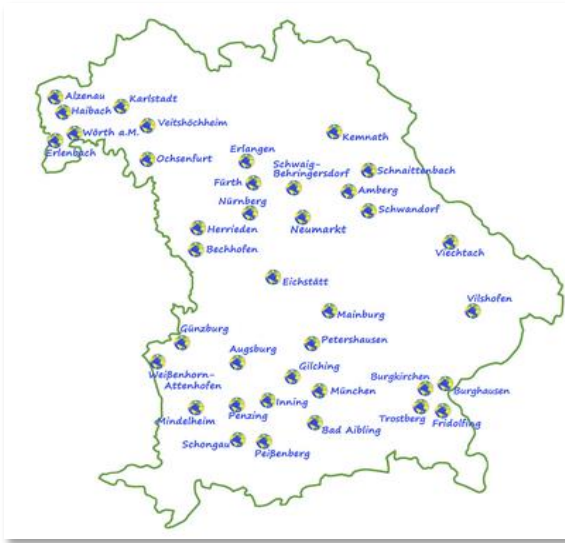 Alzenau
Karlstadt
Haibach
Veitshöchheim
Wörth a.M.
Erlenbach
Ochsenfurt
Kemnath
Erlangen
Schwaig-
Behringersdorf
Schnaittenbach
Fürth
Amberg
Nürnberg
Neumarkt
Schwandorf
Herrieden
Bechhofen
Viechtach
Eichstätt
Mainburg
Vilshofen
Günzburg
Petershausen
Augsburg
Weißenhorn-
Attenhofen
Gilching
München
Burgkirchen
Burghausen
Mindelheim
Penzing
Inning
Trostberg
Fridolfing
Bad Aibling
Schongau
Peißenberg